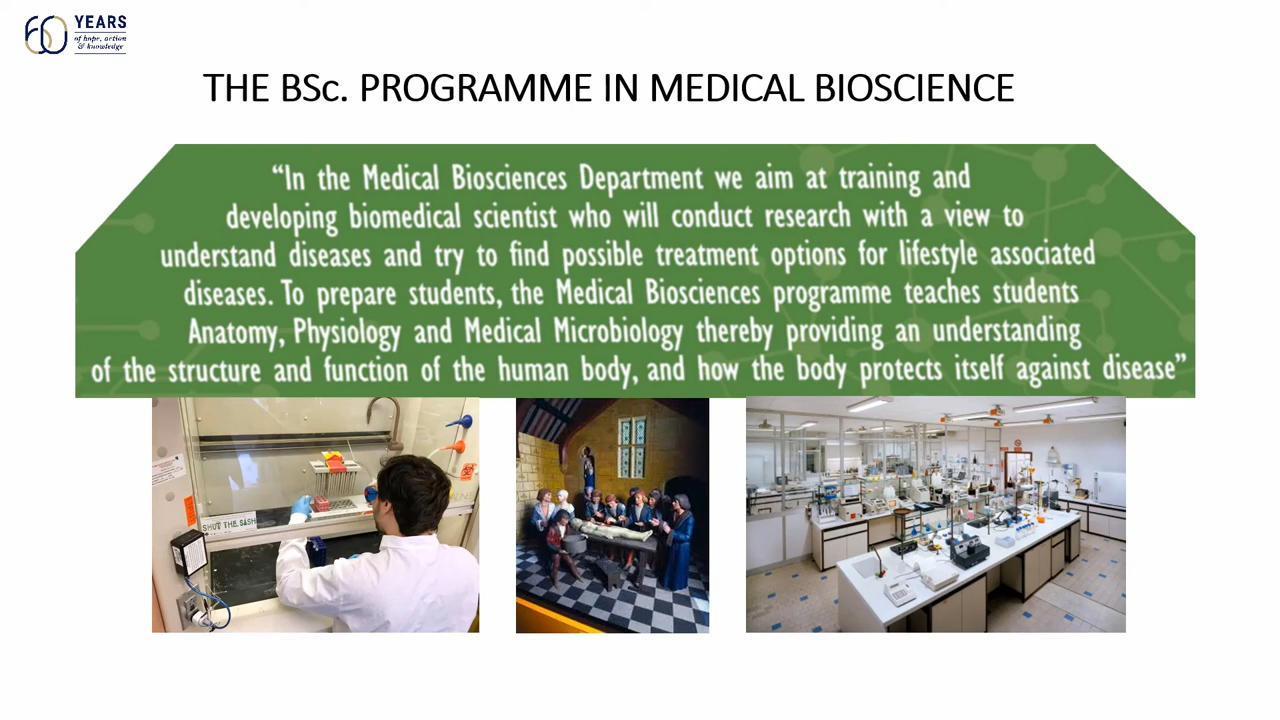 60 YEARS
of hope, action
& knowledge
THE BSc. PROGRAMME IN MEDICAL BIOSCIENCE
“In the Medical Biosciences Department we aim at training and
developing biomedical scientist who will conduct research with a view to
understand diseases and try to find possible treatment options for lifestyle associated
diseases. To prepare students, the Medical Biosciences programme teaches students
Anatomy, Physiology and Medical Microbiology thereby providing an understanding
of the structure and function of the human body, and how the body protects itself against disease”
SHUT THE SASH